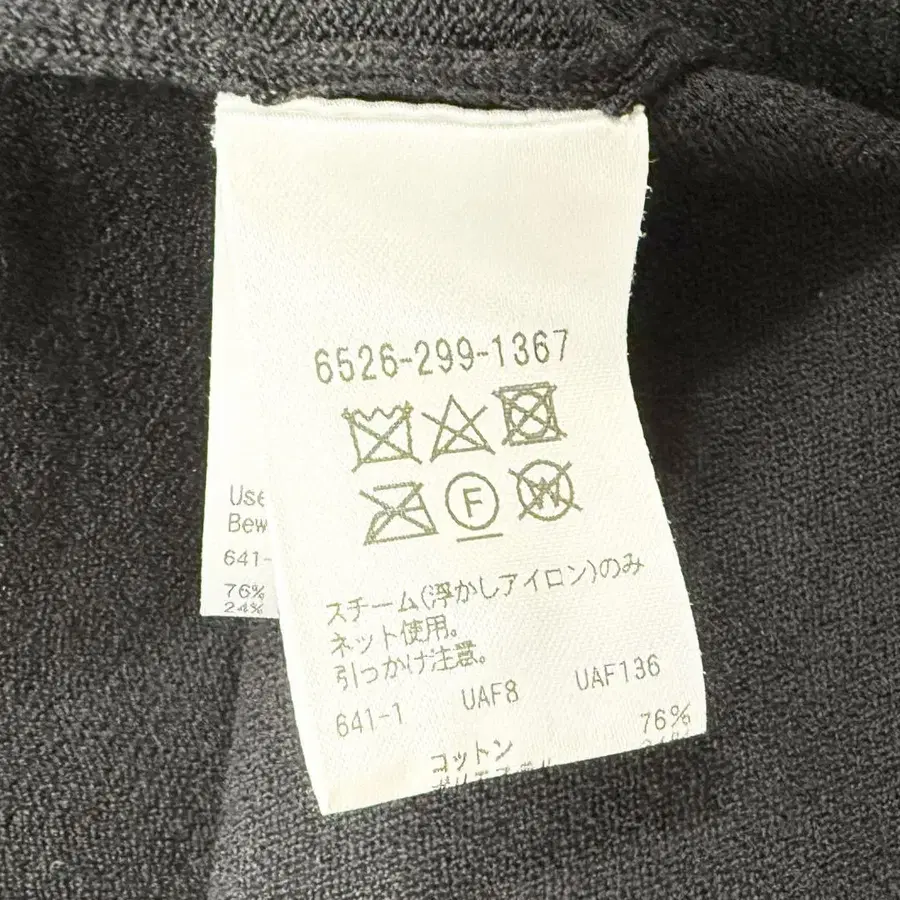 6526-299-1367
F
W
スチーム(浮かしアイロン)のみ
ネット使用。
引っかけ注意。
641-1 UAF8 UAF136
コットン 76%
Use
Bew
641-
76%
24%